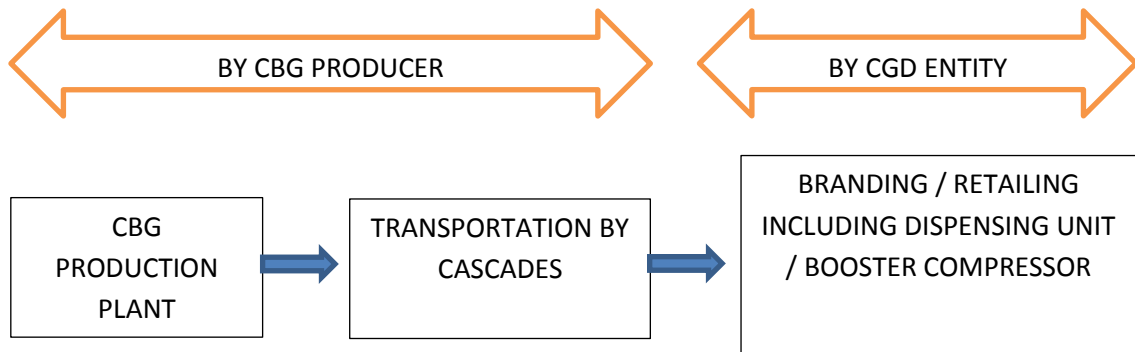 BY CBG PRODUCER
BY CGD ENTITY
CBG
PRODUCTION
PLANT
TRANSPORTATION BY
CASCADES
BRANDING / RETAILING
INCLUDING DISPENSING UNIT
/ BOOSTER COMPRESSOR